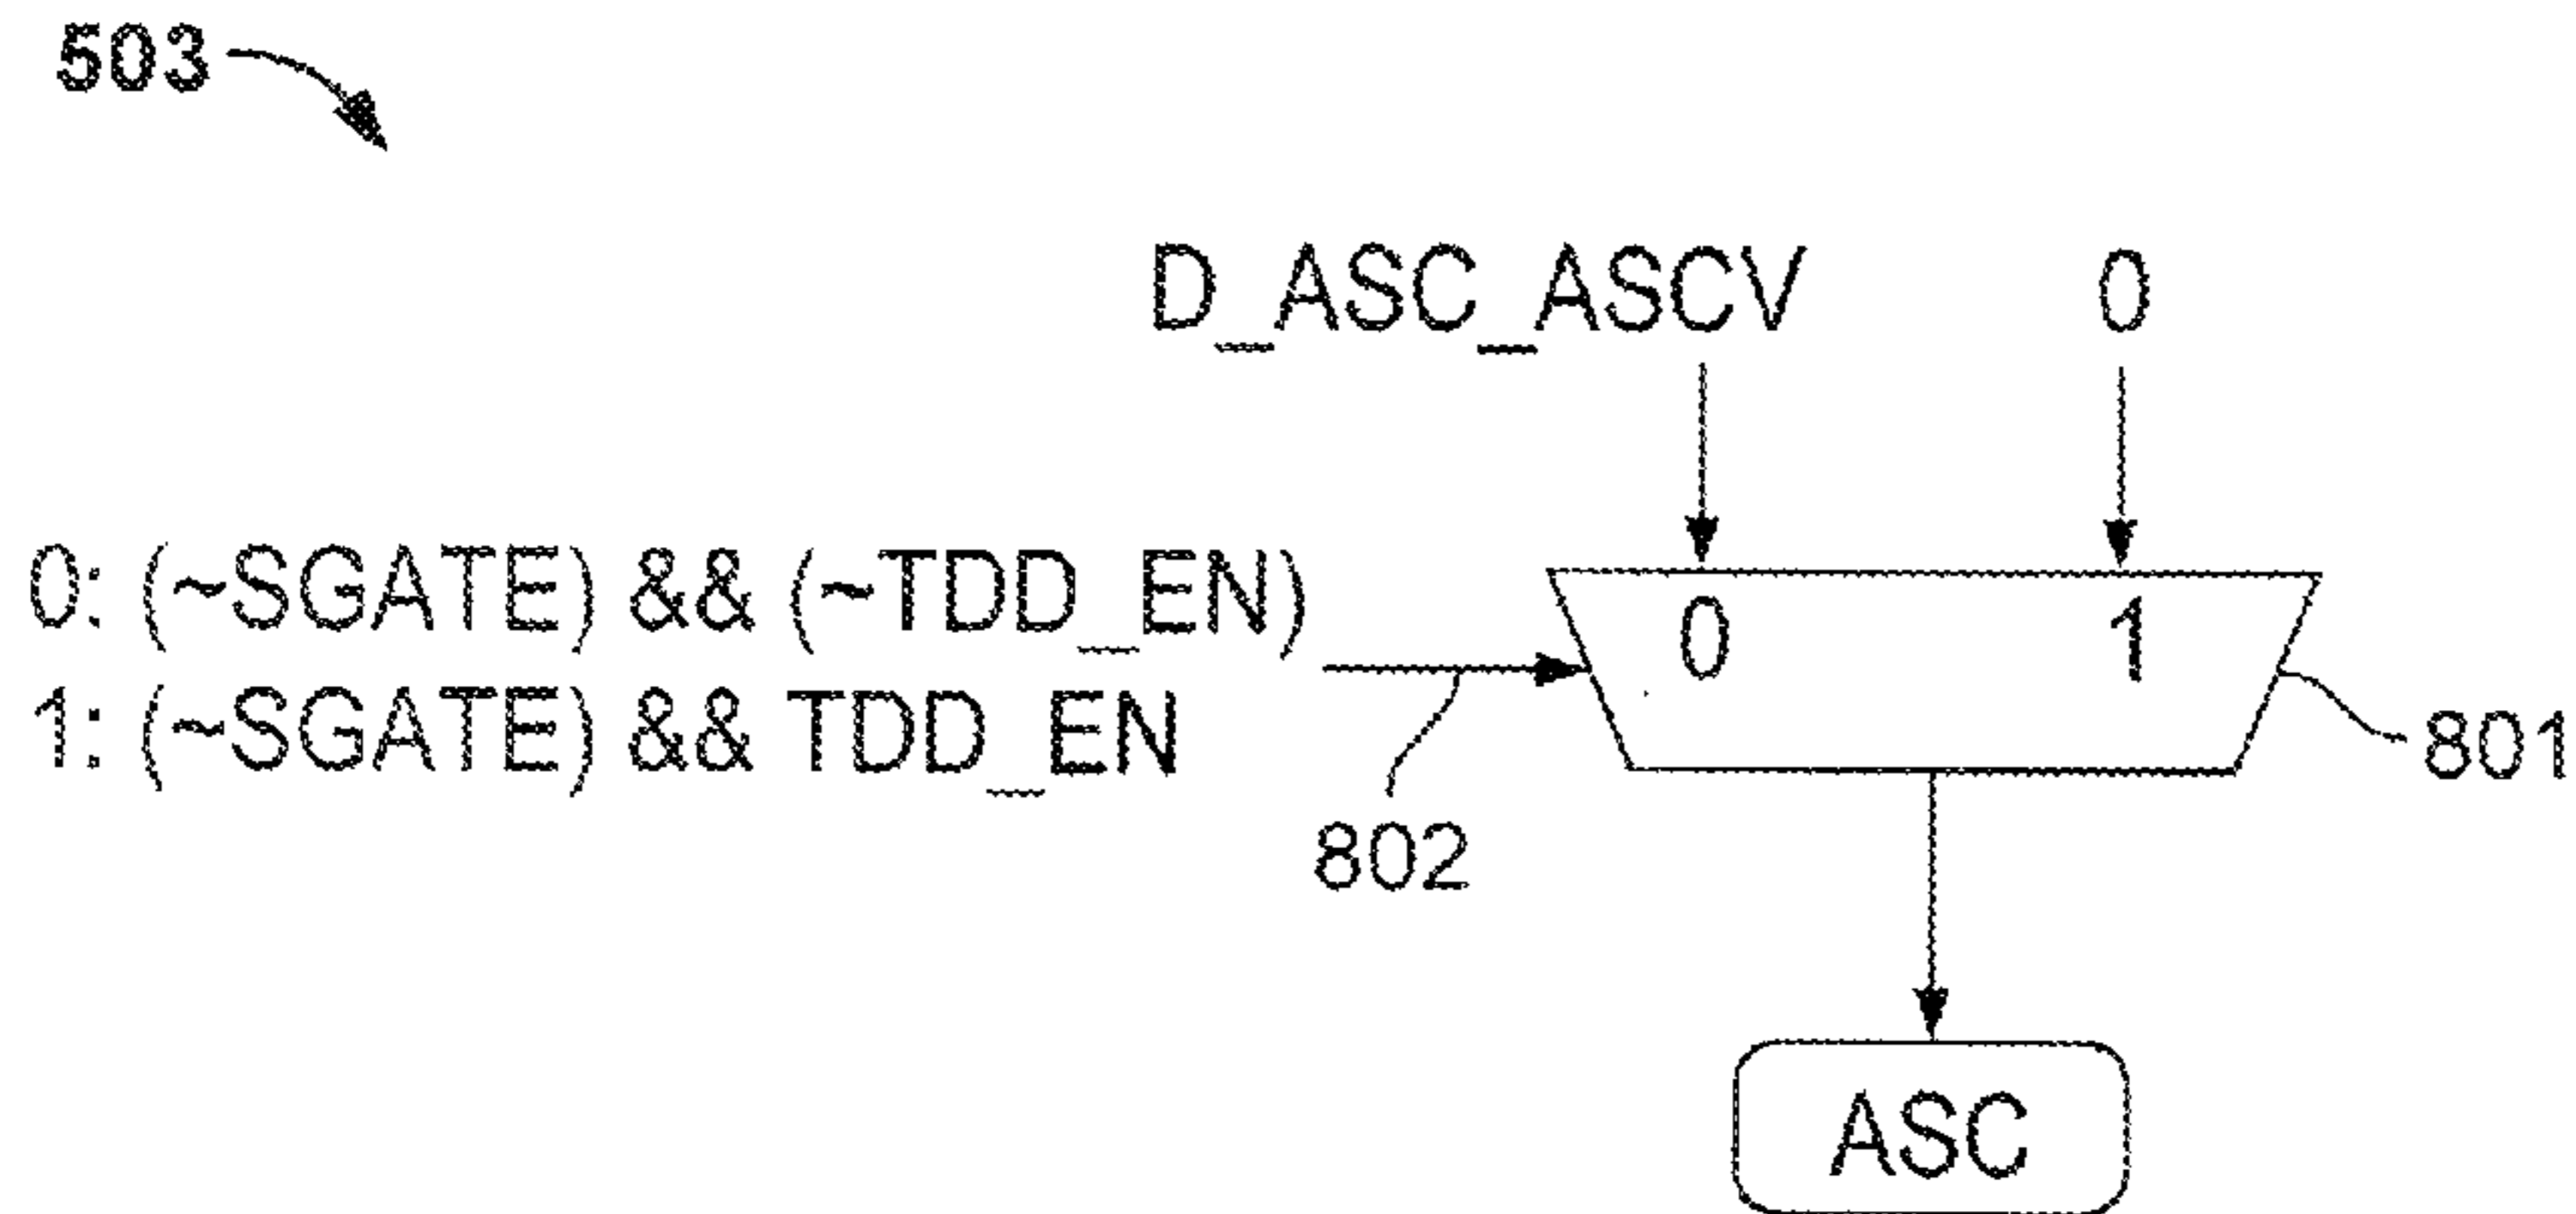 503
D_ASC_ASCV 0
0: (~SGATE) && (~TDD_EN)
1: (~SGATE) && TDD_EN
0 1
801
802
ASC